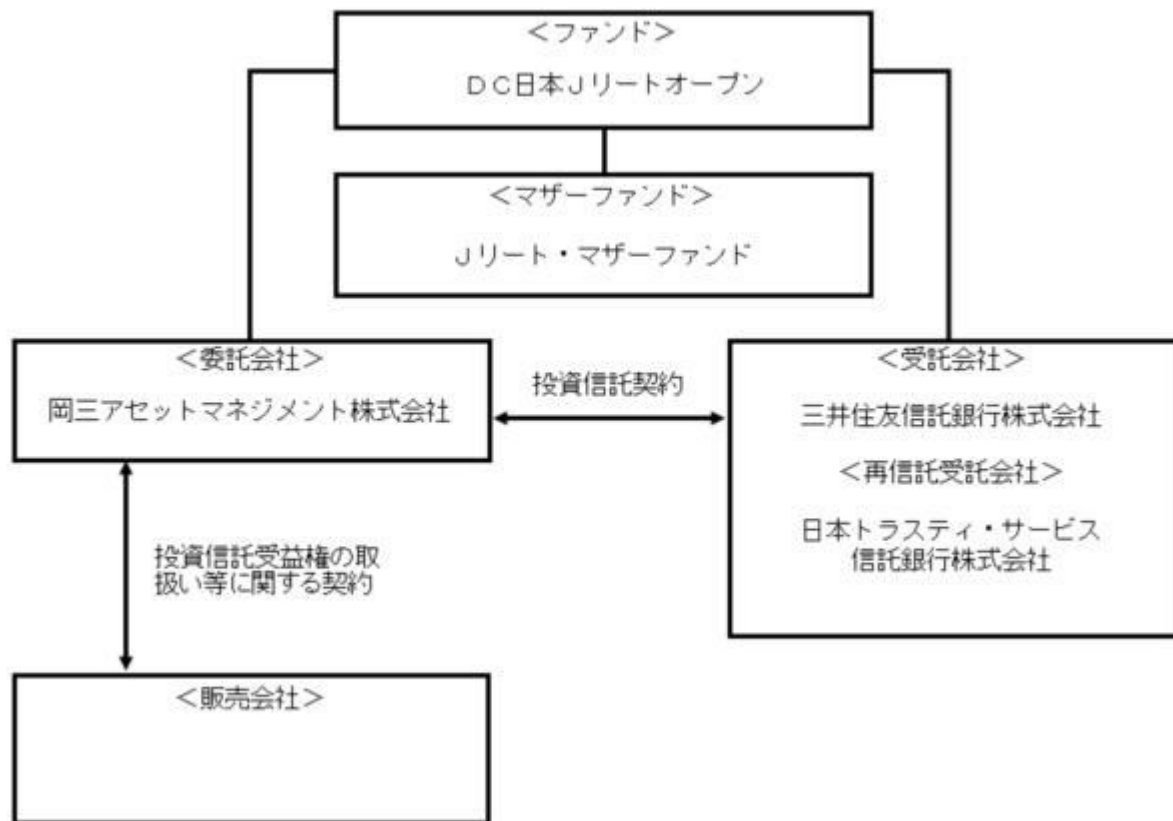 ＜ファンド＞
ＤＣ日本Ｊリートオープン
＜マザーファンド＞
Ｊリート・マザーファンド
＜委託会社＞
岡三アセットマネジメント株式会社
投資信託契約
＜受託会社＞
三井住友信託銀行株式会社
＜再信託受託会社＞
日本トラスティ・サービス
信託銀行株式会社
投資信託受益権の取
扱い等に関する契約
＜販売会社＞